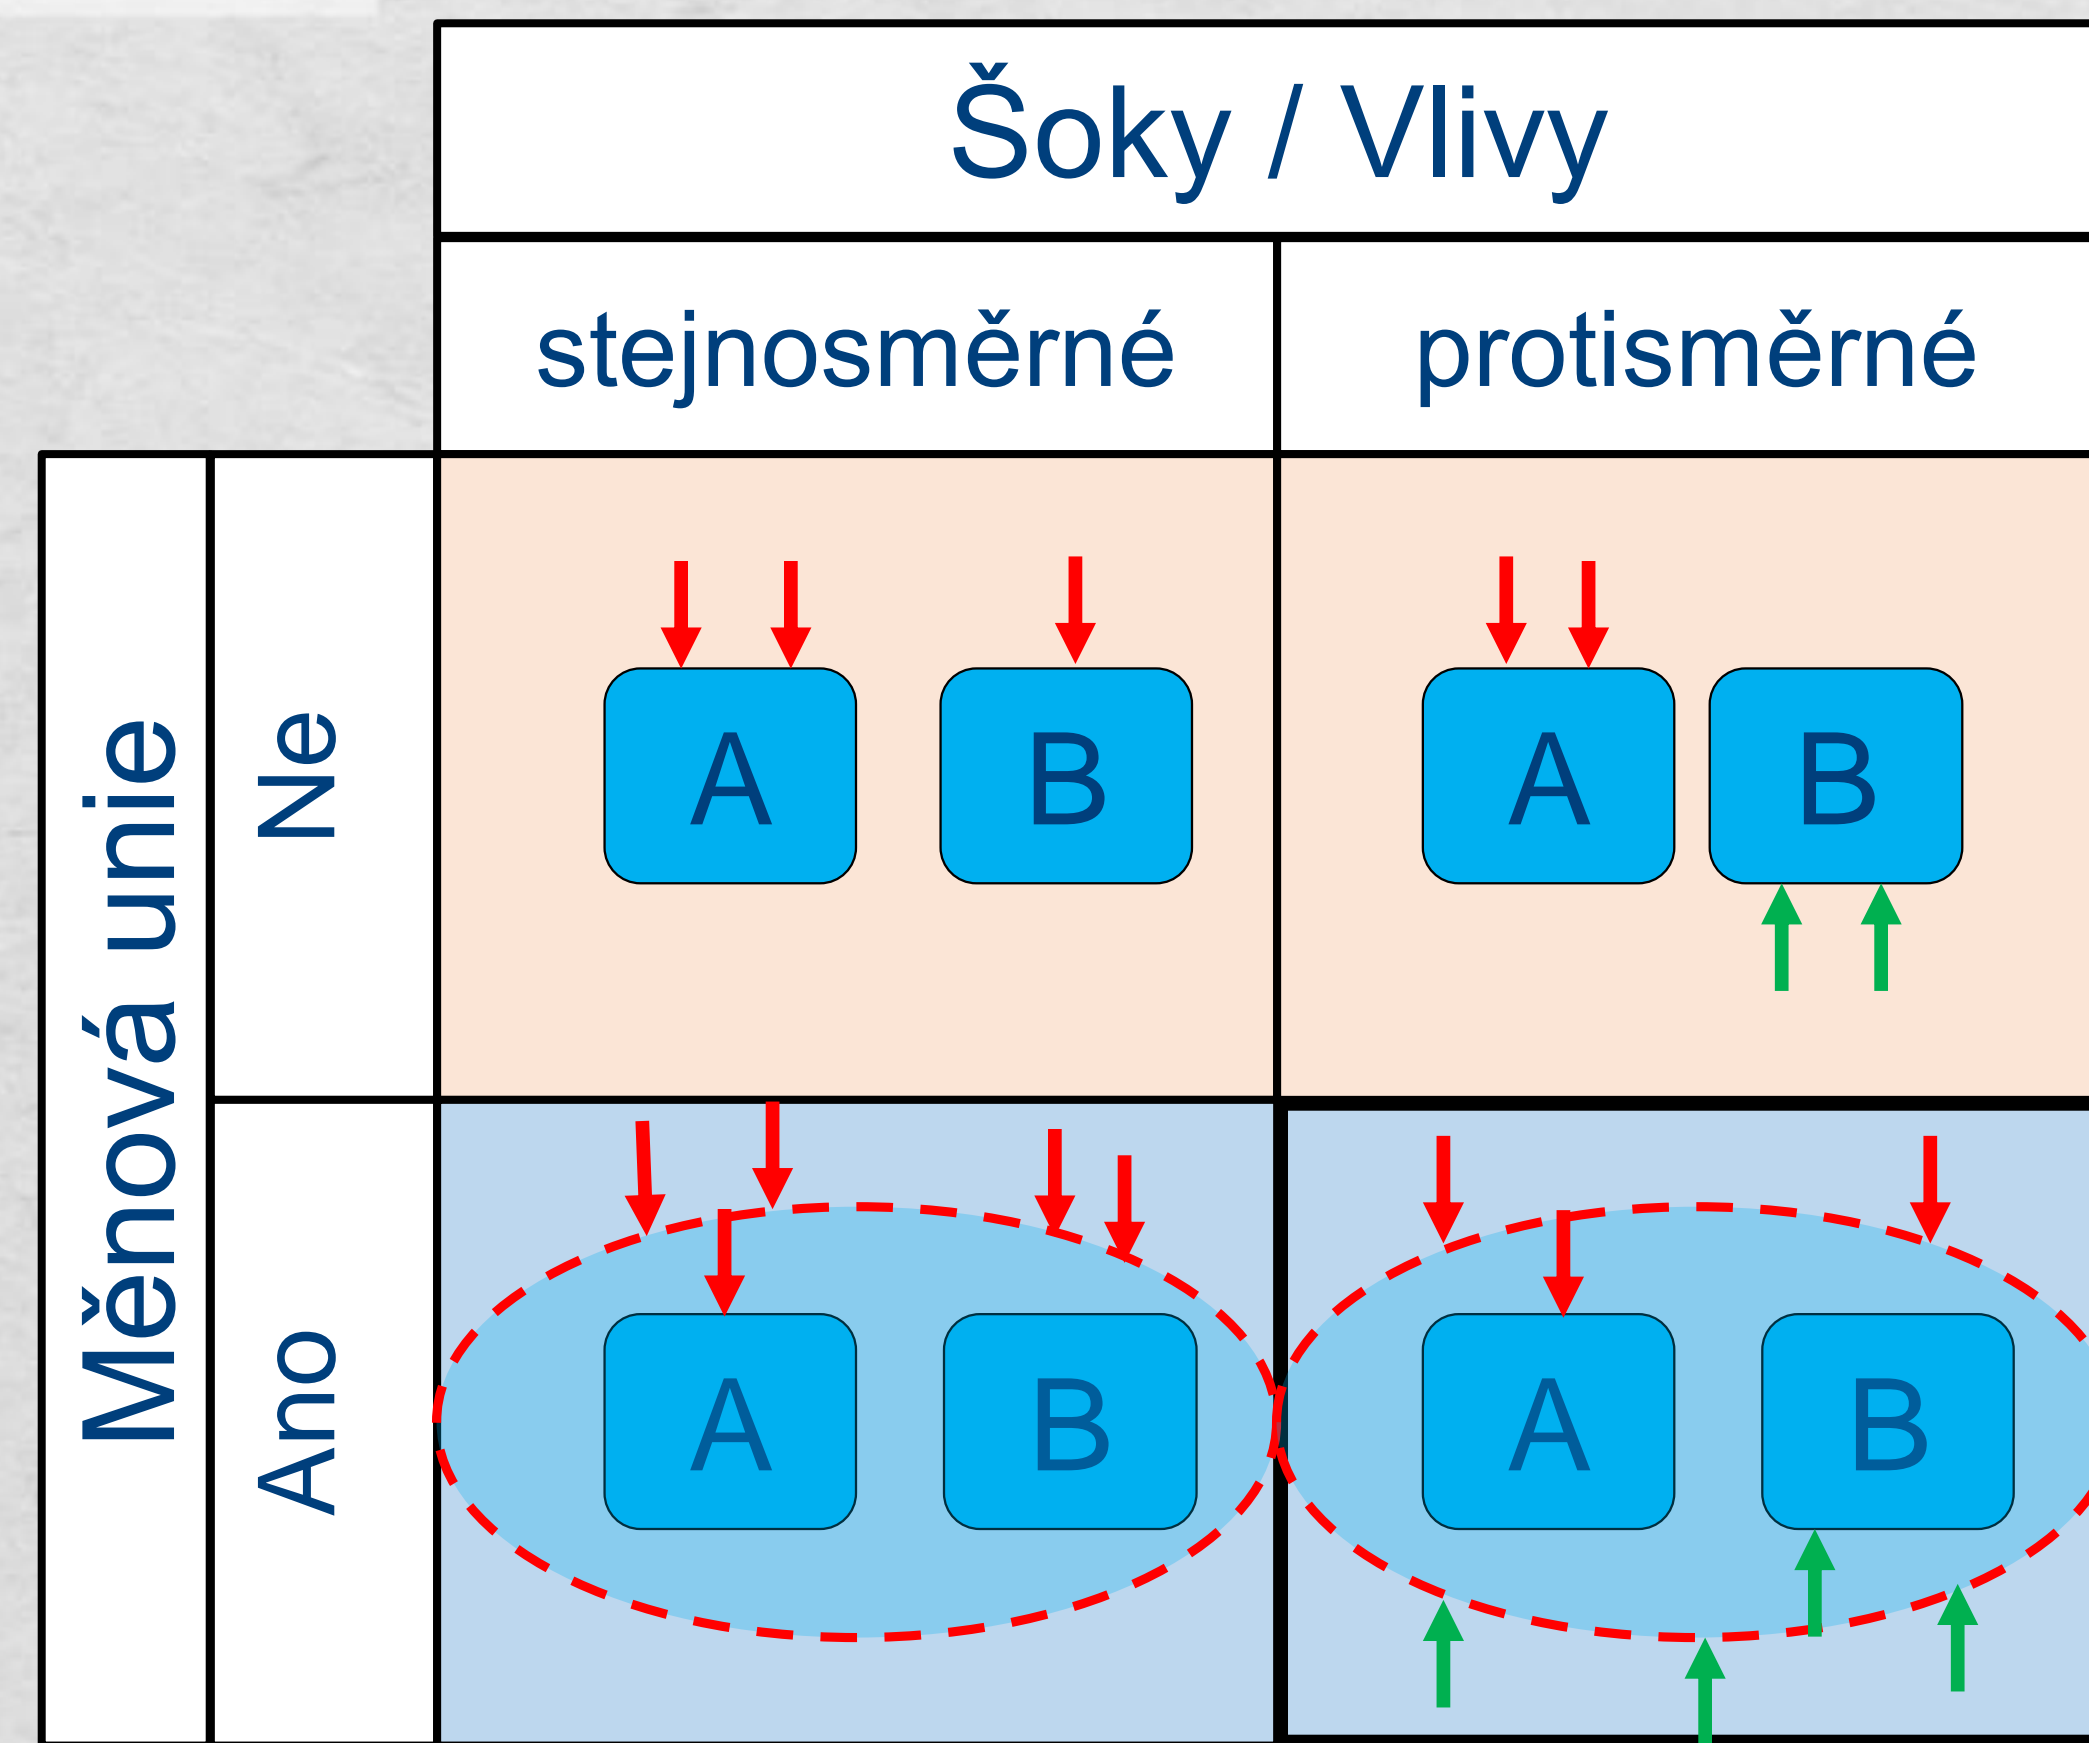 Šoky / Vlivy
stejnosměrné
protisměrné
Měnová unie
Ne
A
B
A
B
Ano
A
B
A
B